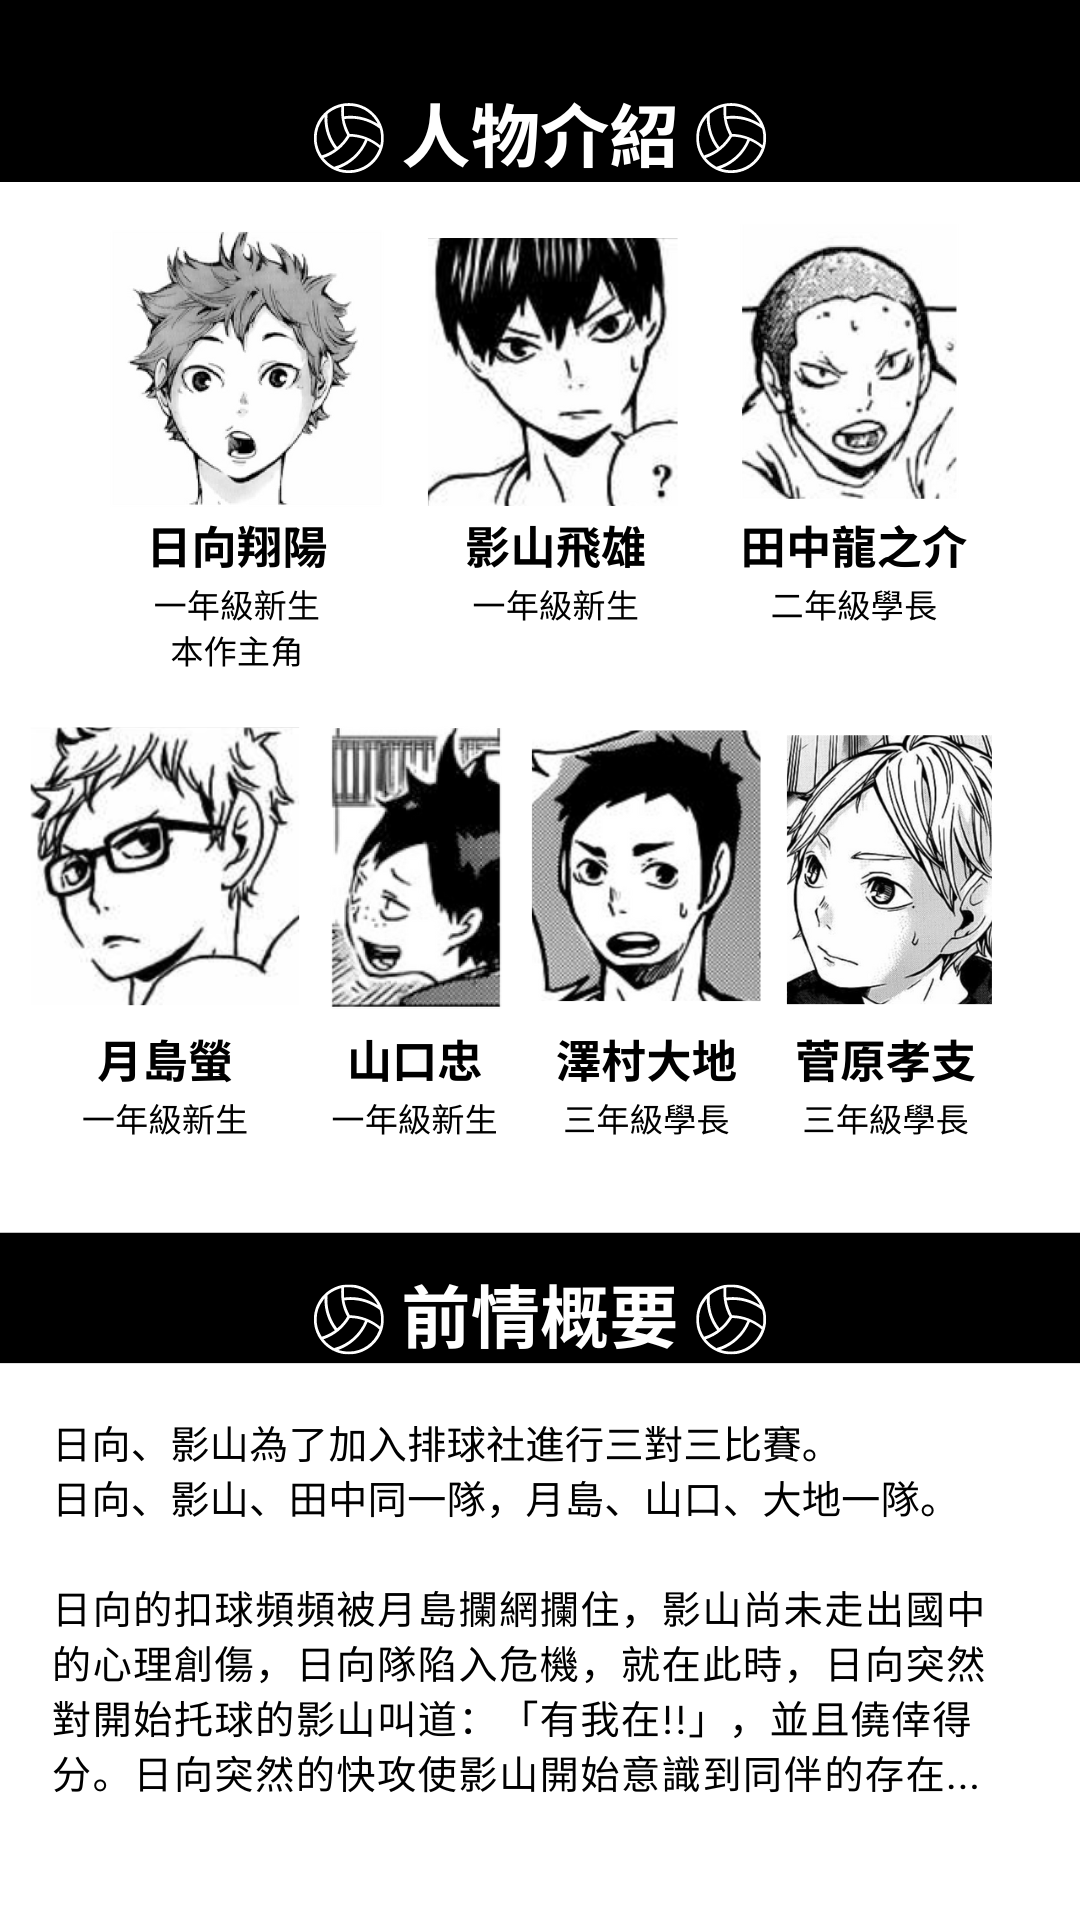 人物介紹
?
日向翔陽
一年級新生
本作主角
影山飛雄
一年級新生
田中龍之介
二年級學長
月島螢
一年級新生
山口忠
一年級新生
澤村大地
三年級學長
菅原孝支
三年級學長
前情概要
日向、影山為了加入排球社進行三對三比賽。
日向、影山、田中同一隊，月島、山口、大地一隊。
日向的扣球頻頻被月島攔網攔住，影山尚未走出國中
的心理創傷，日向隊陷入危機，就在此時，日向突然
對開始托球的影山叫道：「有我在!!」，並且僥倖得
分。日向突然的快攻使影山開始意識到同伴的存在...